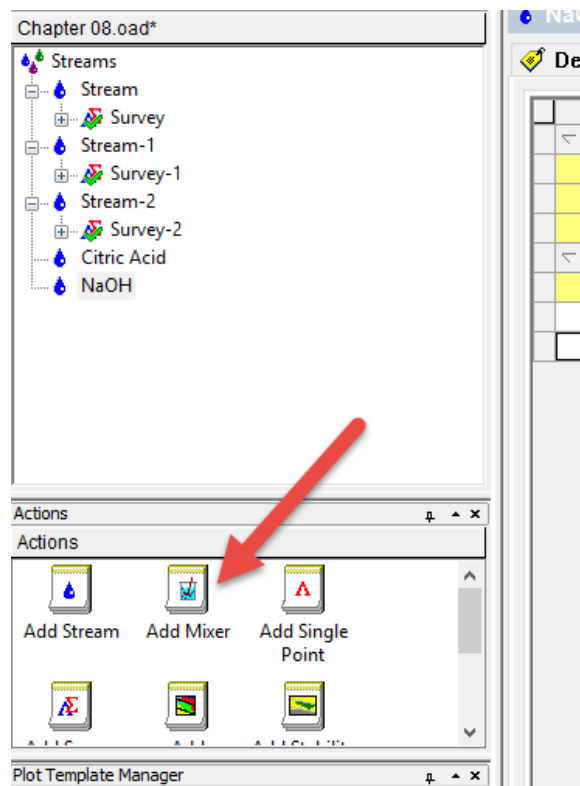 Chapter 08.oad*
Streams
Stream
Survey
Stream-1
Survey-1
Stream-2
Survey-2
Citric Acid
NaOH
Actions
Actions
Add Stream
Add Mixer
Add Single
Point
Plot Template Manager